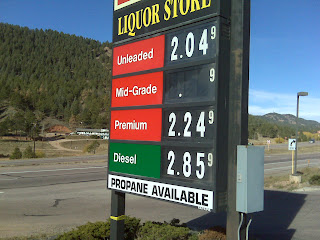 LIQUOR STORE
Unleaded 2.04 9
Mid-Grade . 9
Premium 2.24 9
Diesel 2.85 9
PROPANE AVAILABLE